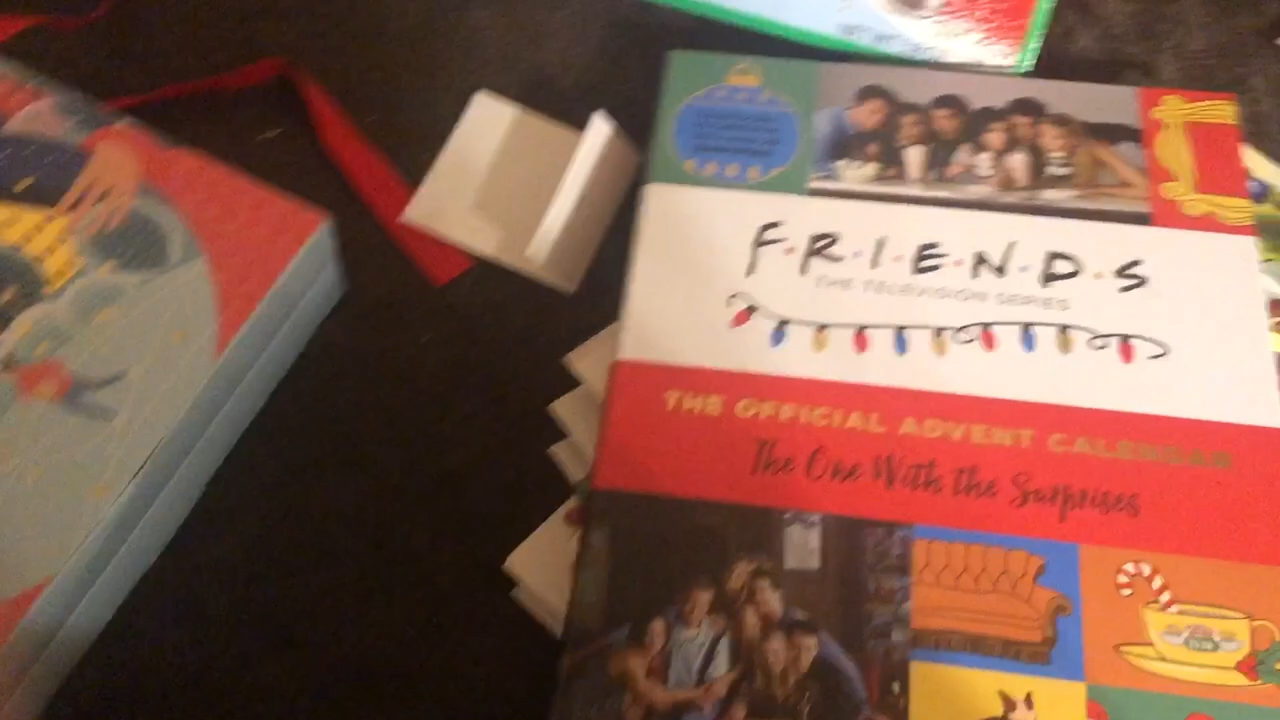 F·R·I·E·N·D·S
THE TELEVISION SERIES
THE OFFICIAL ADVENT CALENDAR
The One With the Surprises